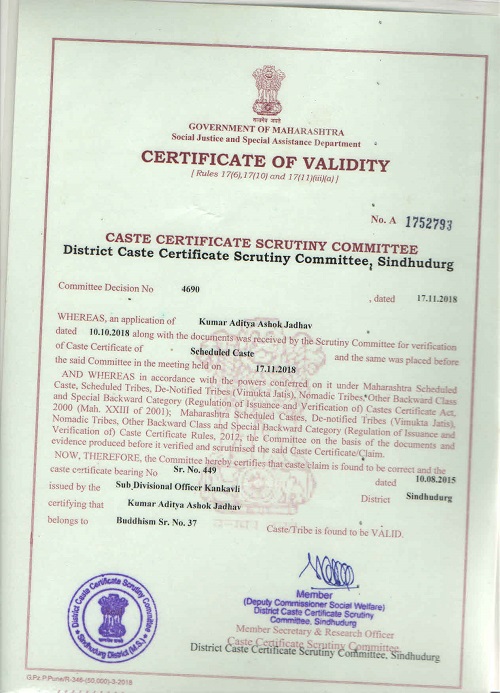 सत्यमेव जयते
GOVERNMENT OF MAHARASHTRA
Social Justice and Special Assistance Department
CERTIFICATE OF VALIDITY
[ Rules 17(6),17(10) and 17(11)(iii)(a) ]
No. A 1752793
CASTE CERTIFICATE SCRUTINY COMMITTEE
District Caste Certificate Scrutiny Committee, Sindhudurg
Committee Decision No 4690 , dated 17.11.2018
WHEREAS, an application of Kumar Aditya Ashok Jadhav
dated 10.10.2018 along with the documents was received by the Scrutiny Committee for verification
of Caste Certificate of Scheduled Caste and the same was placed before
the said Committee in the meeting held on 17.11.2018
AND WHEREAS in accordance with the powers conferred on it under Maharashtra Scheduled
Caste, Scheduled Tribes, De-Notified Tribes (Vimukta Jatis), Nomadic Tribes, Other Backward Class
and Special Backward Category (Regulation of Issuance and Verification of) Castes Certificate Act,
2000 (Mah. XXIII of 2001); Maharashtra Scheduled Castes, De-notified Tribes (Vimukta Jatis),
Nomadic Tribes, Other Backward Class and Special Backward Category (Regulation of Issuance and
Verification of) Caste Certificate Rules, 2012, the Committee on the basis of the documents and
evidence produced before it verified and scrutinised the said Caste Certificate/Claim.
NOW, THEREFORE, the Committee hereby certifies that caste claim is found to be correct and the
caste certificate bearing No Sr. No. 449 dated 10.08.2015
issued by the Sub Divisional Officer Kankavli District Sindhudurg
certifying that Kumar Aditya Ashok Jadhav
belongs to Buddhism Sr. No. 37 Caste/Tribe is found to be VALID.
Member
(Deputy Commissioner Social Welfare)
District Caste Certificate Scrutiny
Committee, Sindhudurg
Member Secretary & Research Officer
Caste Certificate Scrutiny Committee
District Caste Certificate Scrutiny Committee, Sindhudurg
District Caste Certificate Scrutiny Committee
Sindhudurg District (M.S.)
G.Pz.P.Pune/R-346-(50,000)-3-2018